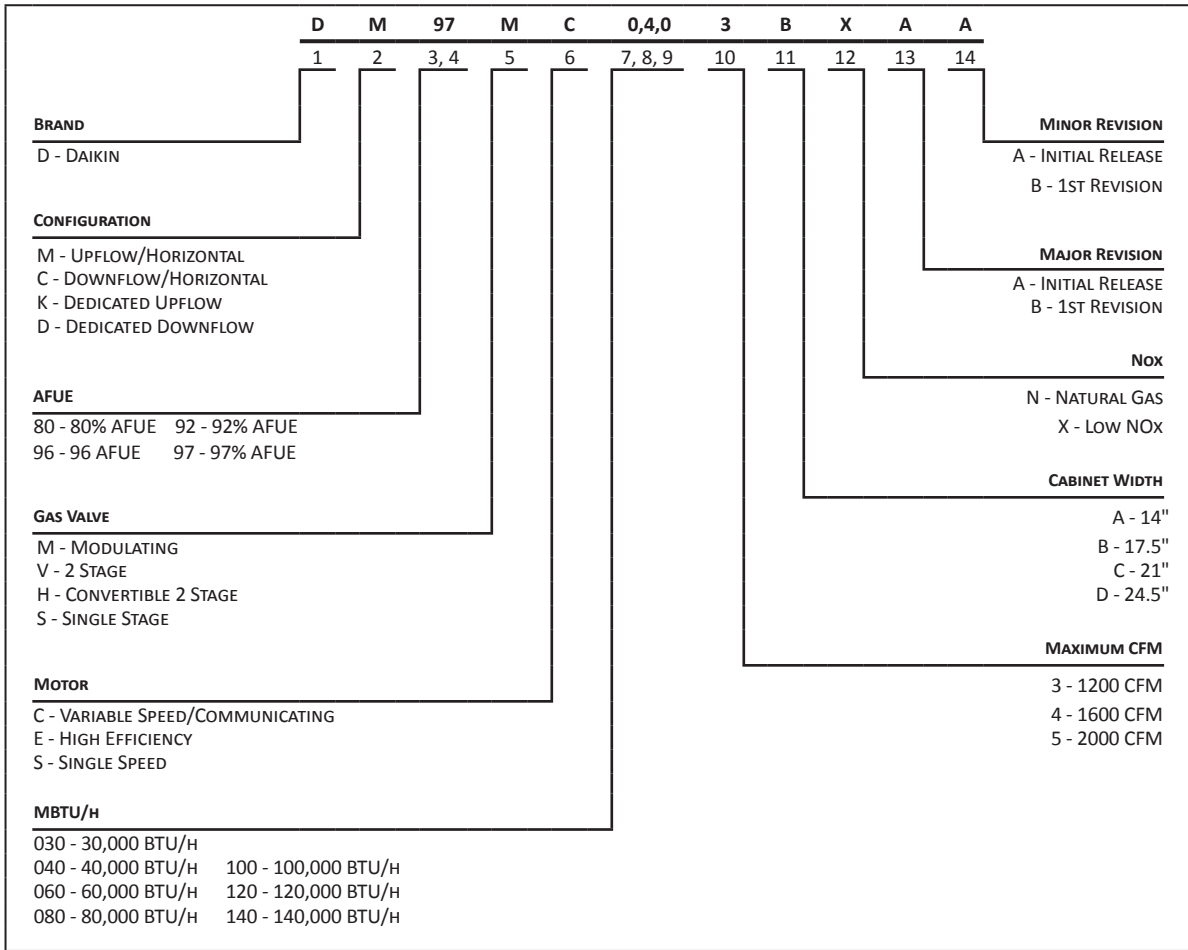 D M 97 M C 0,4,0 3 B X A A
1 2 3, 4 5 6 7, 8, 9 10 11 12 13 14
BRAND
D - DAIKIN
CONFIGURATION
M - UPFLOW/HORIZONTAL
C - DOWNFLOW/HORIZONTAL
K - DEDICATED UPFLOW
D - DEDICATED DOWNFLOW
AFUE
80 - 80% AFUE 92 - 92% AFUE
96 - 96 AFUE 97 - 97% AFUE
GAS VALVE
M - MODULATING
V - 2 STAGE
H - CONVERTIBLE 2 STAGE
S - SINGLE STAGE
MOTOR
C - VARIABLE SPEED/COMMUNICATING
E - HIGH EFFICIENCY
S - SINGLE SPEED
MBTU/H
030 - 30,000 BTU/H
040 - 40,000 BTU/H 100 - 100,000 BTU/H
060 - 60,000 BTU/H 120 - 120,000 BTU/H
080 - 80,000 BTU/H 140 - 140,000 BTU/H
MINOR REVISION
A - INITIAL RELEASE
B - 1ST REVISION
MAJOR REVISION
A - INITIAL RELEASE
B - 1ST REVISION
NOX
N - NATURAL GAS
X - LOW NOX
CABINET WIDTH
A - 14"
B - 17.5"
C - 21"
D - 24.5"
MAXIMUM CFM
3 - 1200 CFM
4 - 1600 CFM
5 - 2000 CFM